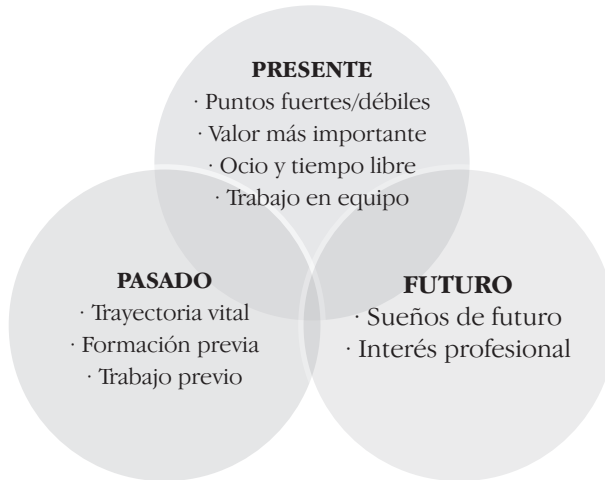 PRESENTE
· Puntos fuertes/débiles
· Valor más importante
· Ocio y tiempo libre
· Trabajo en equipo
PASADO
· Trayectoria vital
· Formación previa
· Trabajo previo
FUTURO
· Sueños de futuro
· Interés profesional